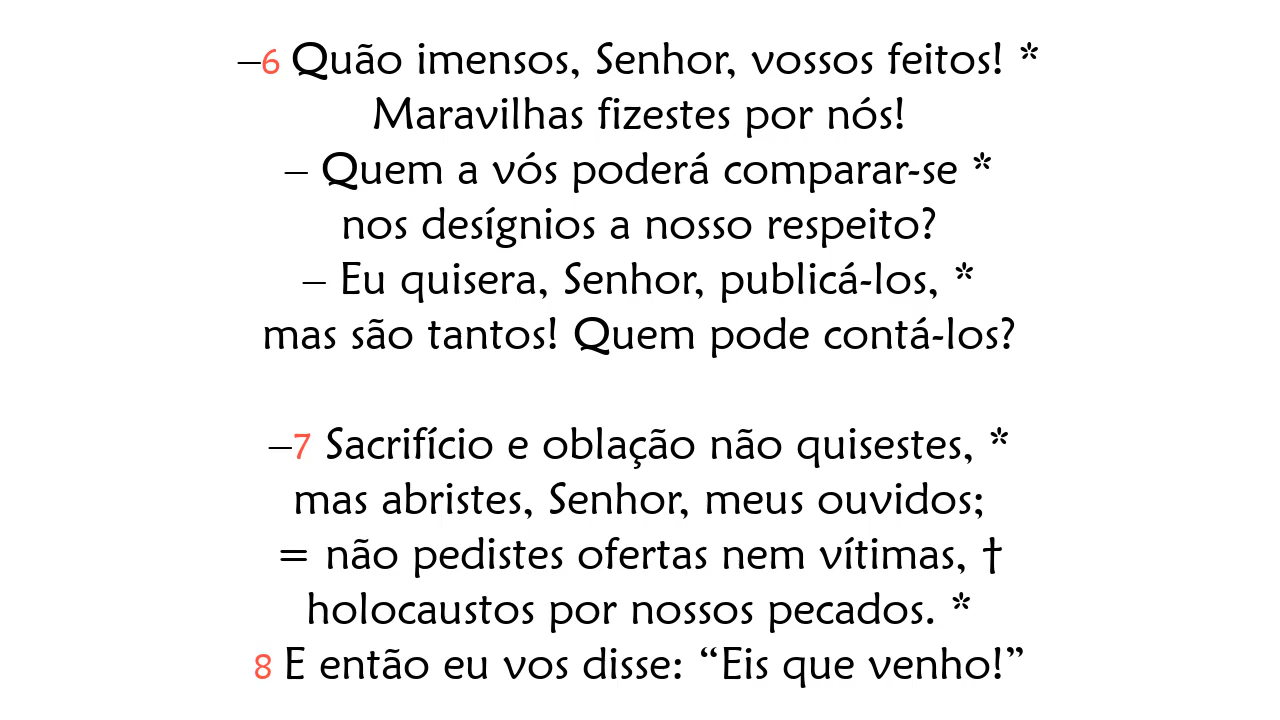 –6 Quão imensos, Senhor, vossos feitos! *
Maravilhas fizestes por nós!
– Quem a vós poderá comparar-se *
nos desígnios a nosso respeito?
– Eu quisera, Senhor, publicá-los, *
mas são tantos! Quem pode contá-los?
–7 Sacrifício e oblação não quisestes, *
mas abristes, Senhor, meus ouvidos;
= não pedistes ofertas nem vítimas, †
holocaustos por nossos pecados. *
8 E então eu vos disse: “Eis que venho!”